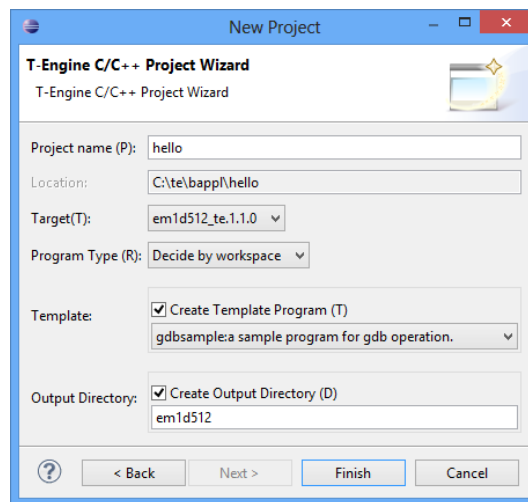 New Project
T-Engine C/C++ Project Wizard
T-Engine C/C++ Project Wizard
Project name (P): hello
Location: C:\te\bappl\hello
Target(T): em1d512_te.1.1.0
Program Type (R): Decide by workspace
Template: Create Template Program (T)
gdbsample:a sample program for gdb operation.
Output Directory: Create Output Directory (D)
em1d512
? < Back Next > Finish Cancel